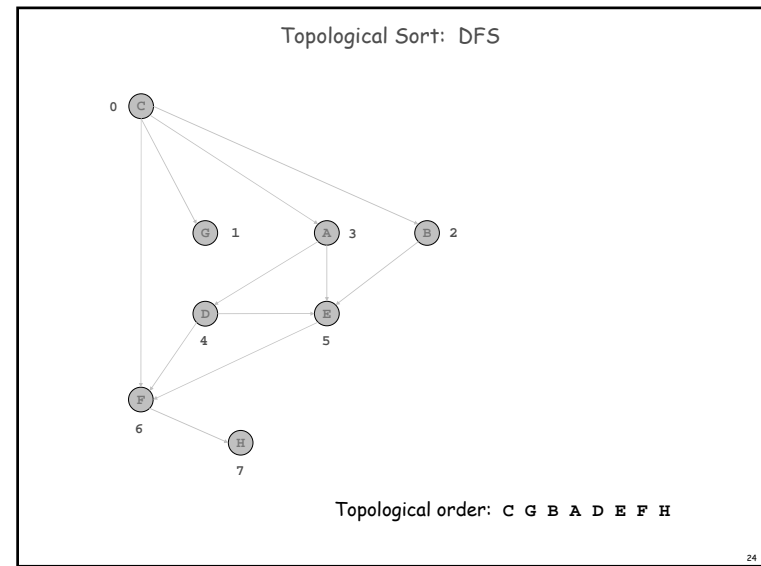 Topological Sort: DFS
0 C
G 1 A 3 B 2
D E
4 5
F
6
H
7
Topological order: C G B A D E F H
24